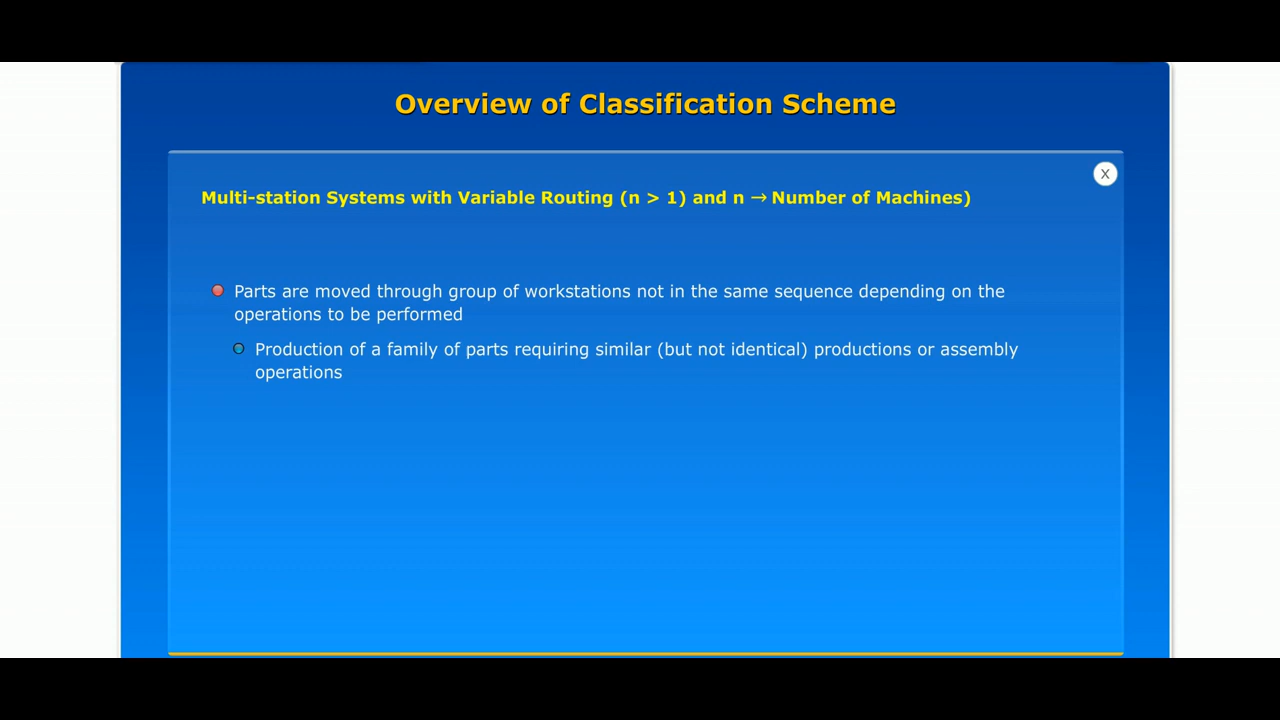 Overview of Classification Scheme
X
Multi-station Systems with Variable Routing (n > 1) and n → Number of Machines)
Parts are moved through group of workstations not in the same sequence depending on the
operations to be performed
Production of a family of parts requiring similar (but not identical) productions or assembly
operations